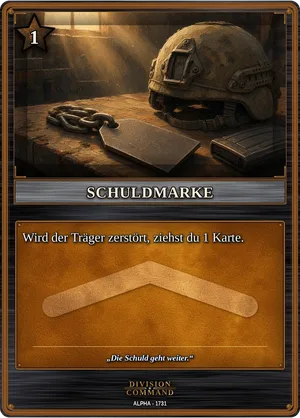 1
SCHULDMARKE
Wird der Träger zerstört, ziehst du 1 Karte.
„Die Schuld geht weiter.“
DIVISION
COMMAND
ALPHA - 1731